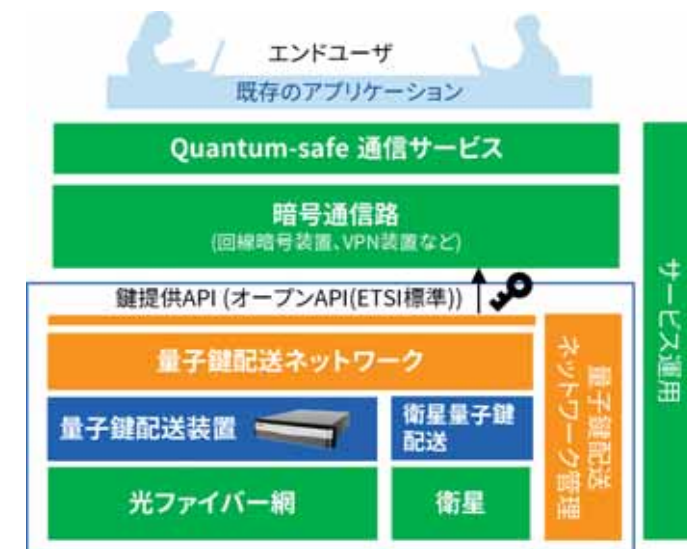 エンドユーザ
既存のアプリケーション
Quantum-safe 通信サービス
暗号通信路
(回線暗号装置、VPN装置など)
鍵提供API (オープンAPI(ETSI標準))
量子鍵配送ネットワーク
量子鍵配送装置
衛星量子鍵
配送
光ファイバー網
衛星
量子鍵配送
ネットワーク管理
サービス運用